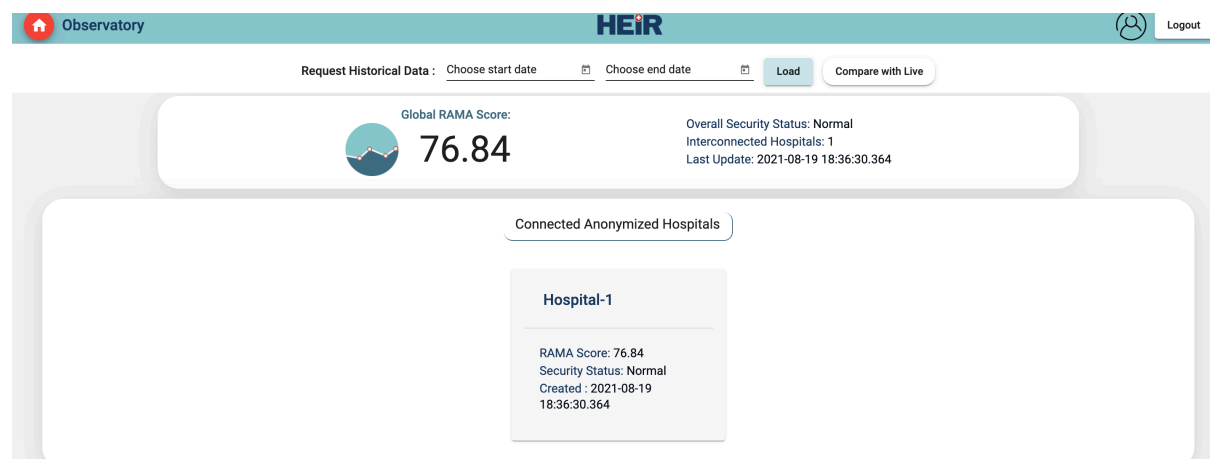 Observatory
HEiR
Logout
Request Historical Data :
Choose start date
Choose end date
Load
Compare with Live
Global RAMA Score:
76.84
Overall Security Status: Normal
Interconnected Hospitals: 1
Last Update: 2021-08-19 18:36:30.364
Connected Anonymized Hospitals
Hospital-1
RAMA Score: 76.84
Security Status: Normal
Created : 2021-08-19
18:36:30.364